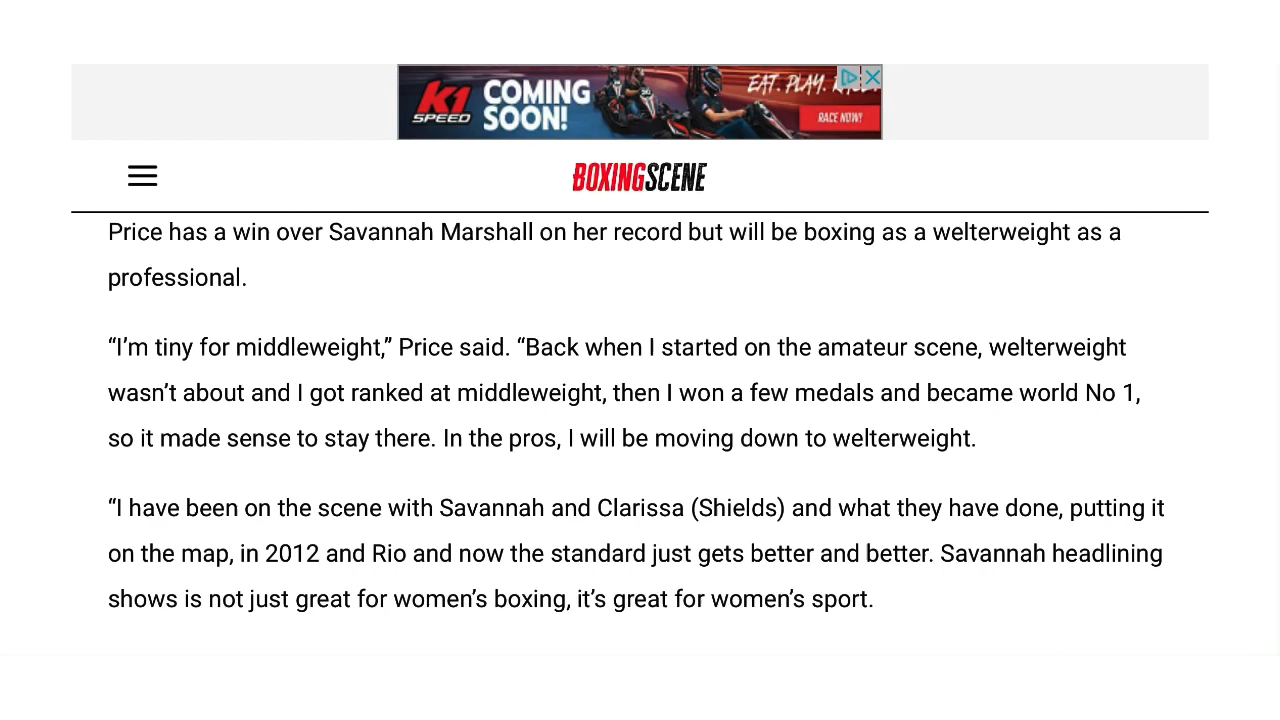 K1 SPEED
COMING SOON!
EAT. PLAY. RACE.
RACE NOW!
BOXINGSCENE
Price has a win over Savannah Marshall on her record but will be boxing as a welterweight as a
professional.
“I’m tiny for middleweight,” Price said. “Back when I started on the amateur scene, welterweight
wasn’t about and I got ranked at middleweight, then I won a few medals and became world No 1,
so it made sense to stay there. In the pros, I will be moving down to welterweight.
“I have been on the scene with Savannah and Clarissa (Shields) and what they have done, putting it
on the map, in 2012 and Rio and now the standard just gets better and better. Savannah headlining
shows is not just great for women’s boxing, it’s great for women’s sport.